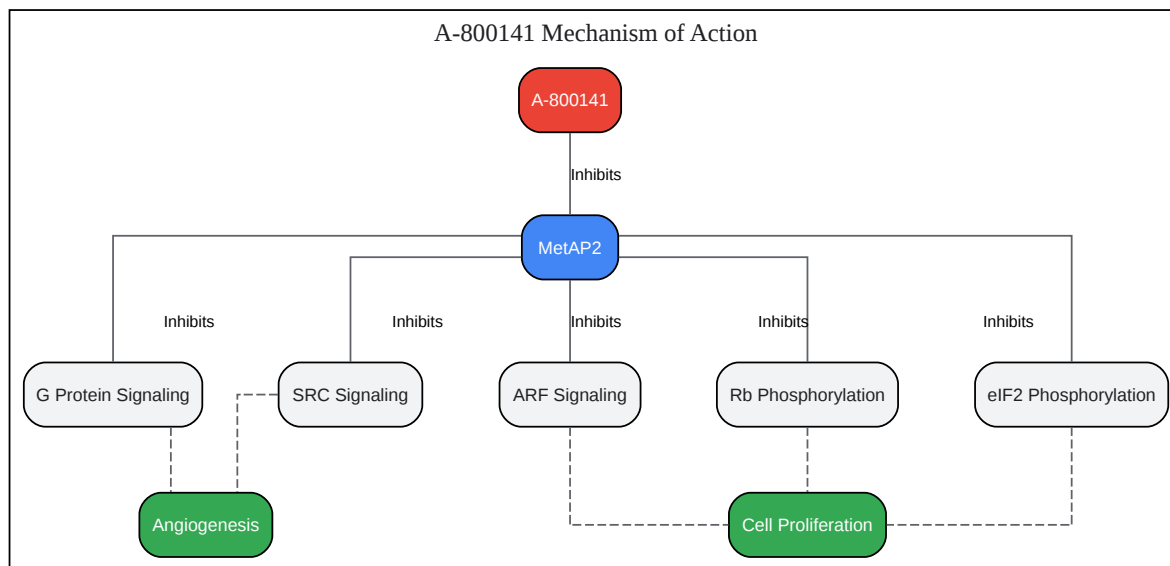 A-800141 Mechanism of Action
A-800141
Inhibits
MetAP2
Inhibits
Inhibits
Inhibits
Inhibits
Inhibits
G Protein Signaling
SRC Signaling
ARF Signaling
Rb Phosphorylation
eIF2 Phosphorylation
Angiogenesis
Cell Proliferation